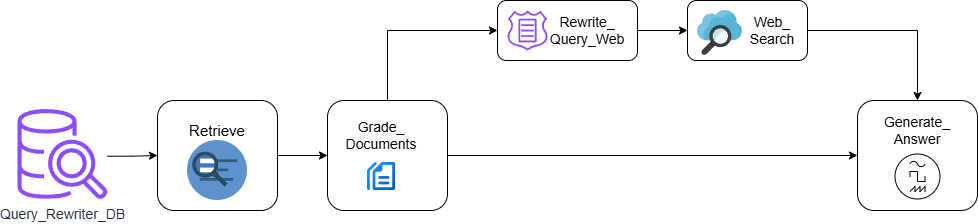 Rewrite_
Query_Web
Web_
Search
Retrieve
Grade_
Documents
Generate_
Answer
Query_Rewriter_DB